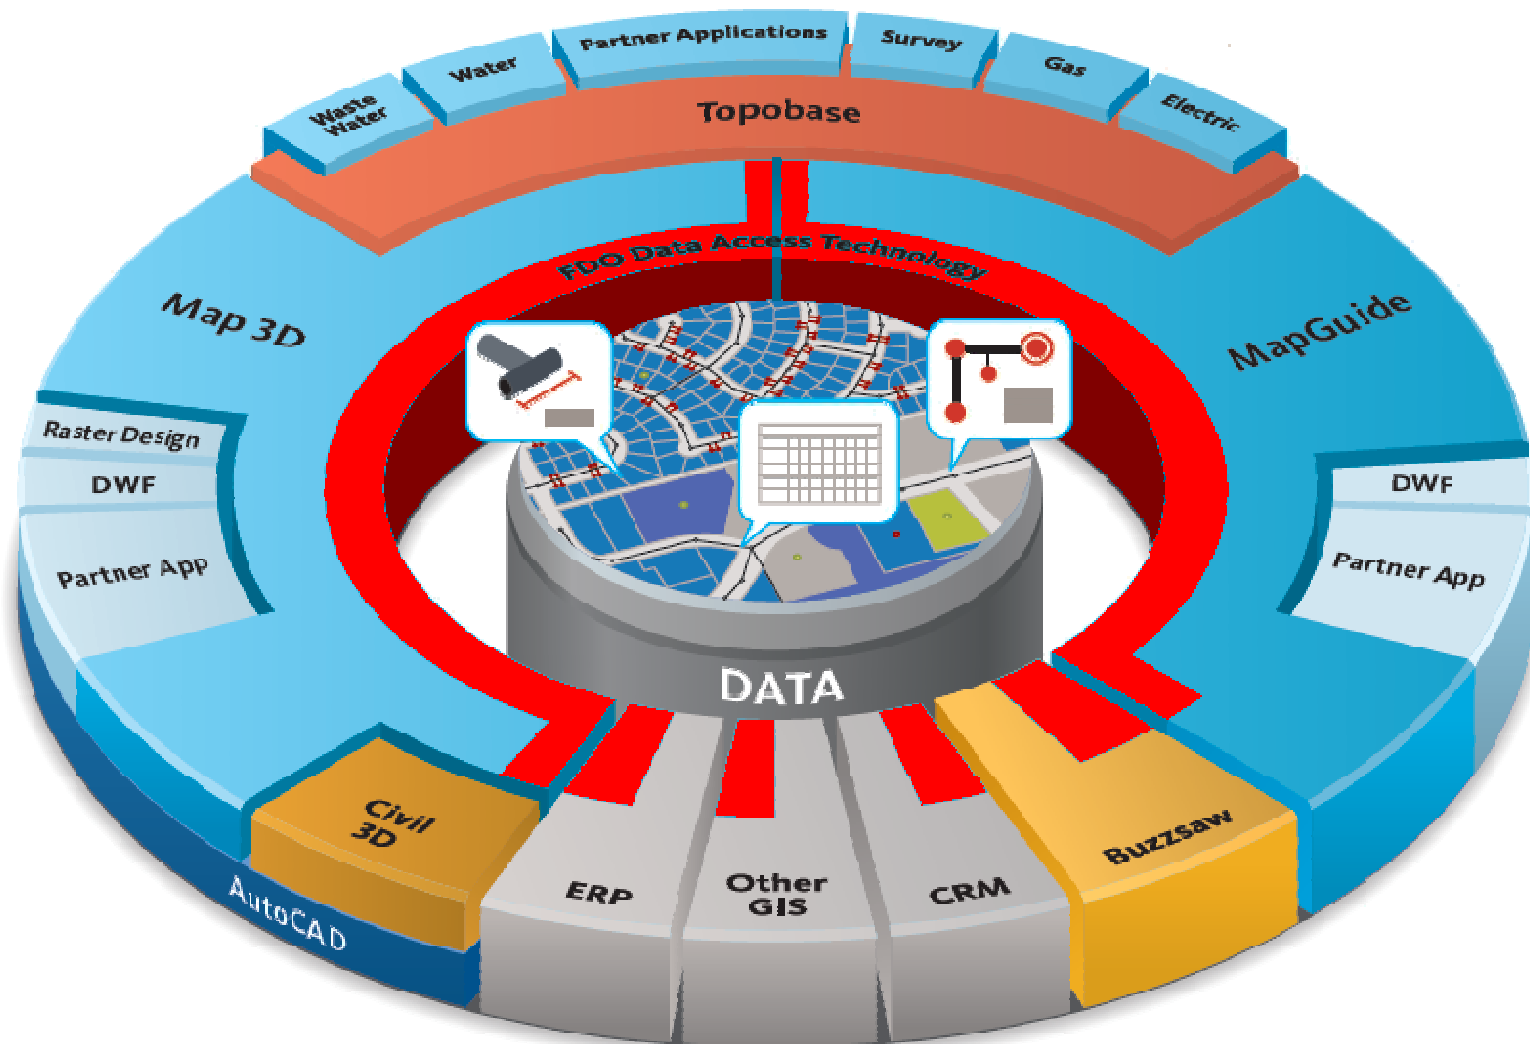 Partner Applications
Survey
Water
Gas
Waste
Water
Electric
Topobase
FDO Data Access Technology
Map 3D
MapGuide
Raster Design
DWF
Partner App
DWF
Partner App
DATA
Civil
3D
Buzzsaw
ERP
Other
GIS
CRM
AutoCAD